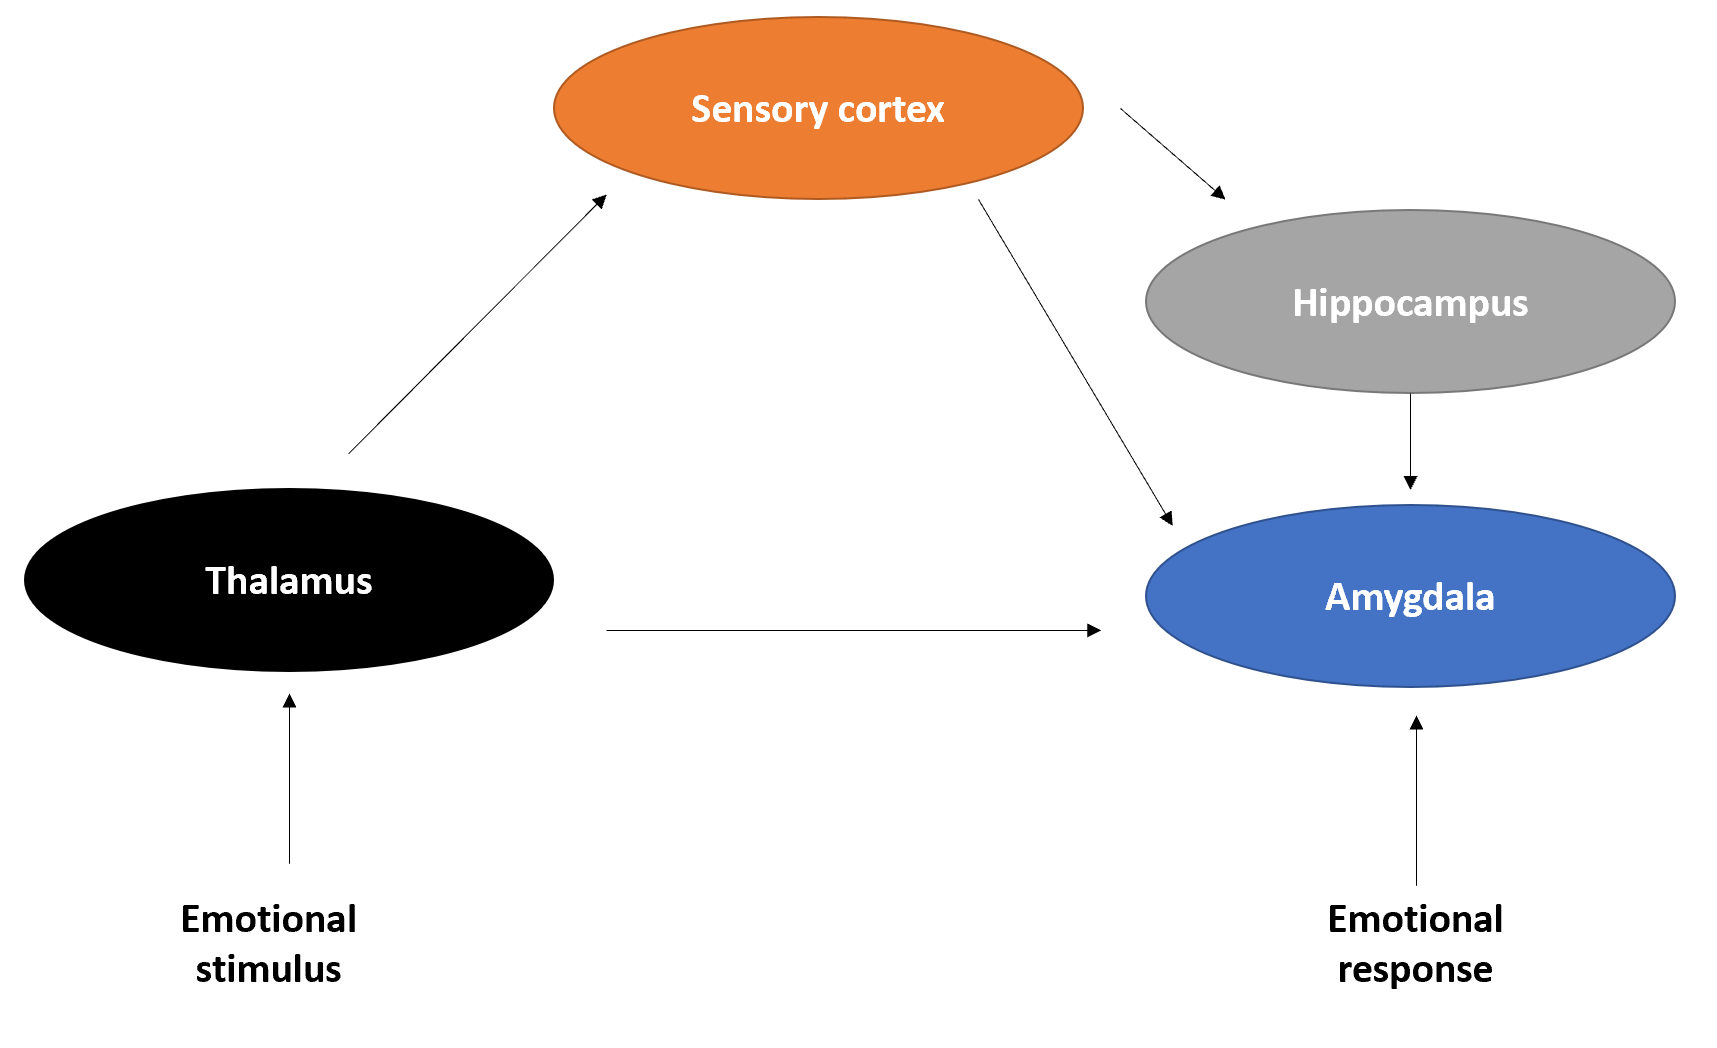 Sensory cortex
Hippocampus
Thalamus
Amygdala
Emotional
stimulus
Emotional
response